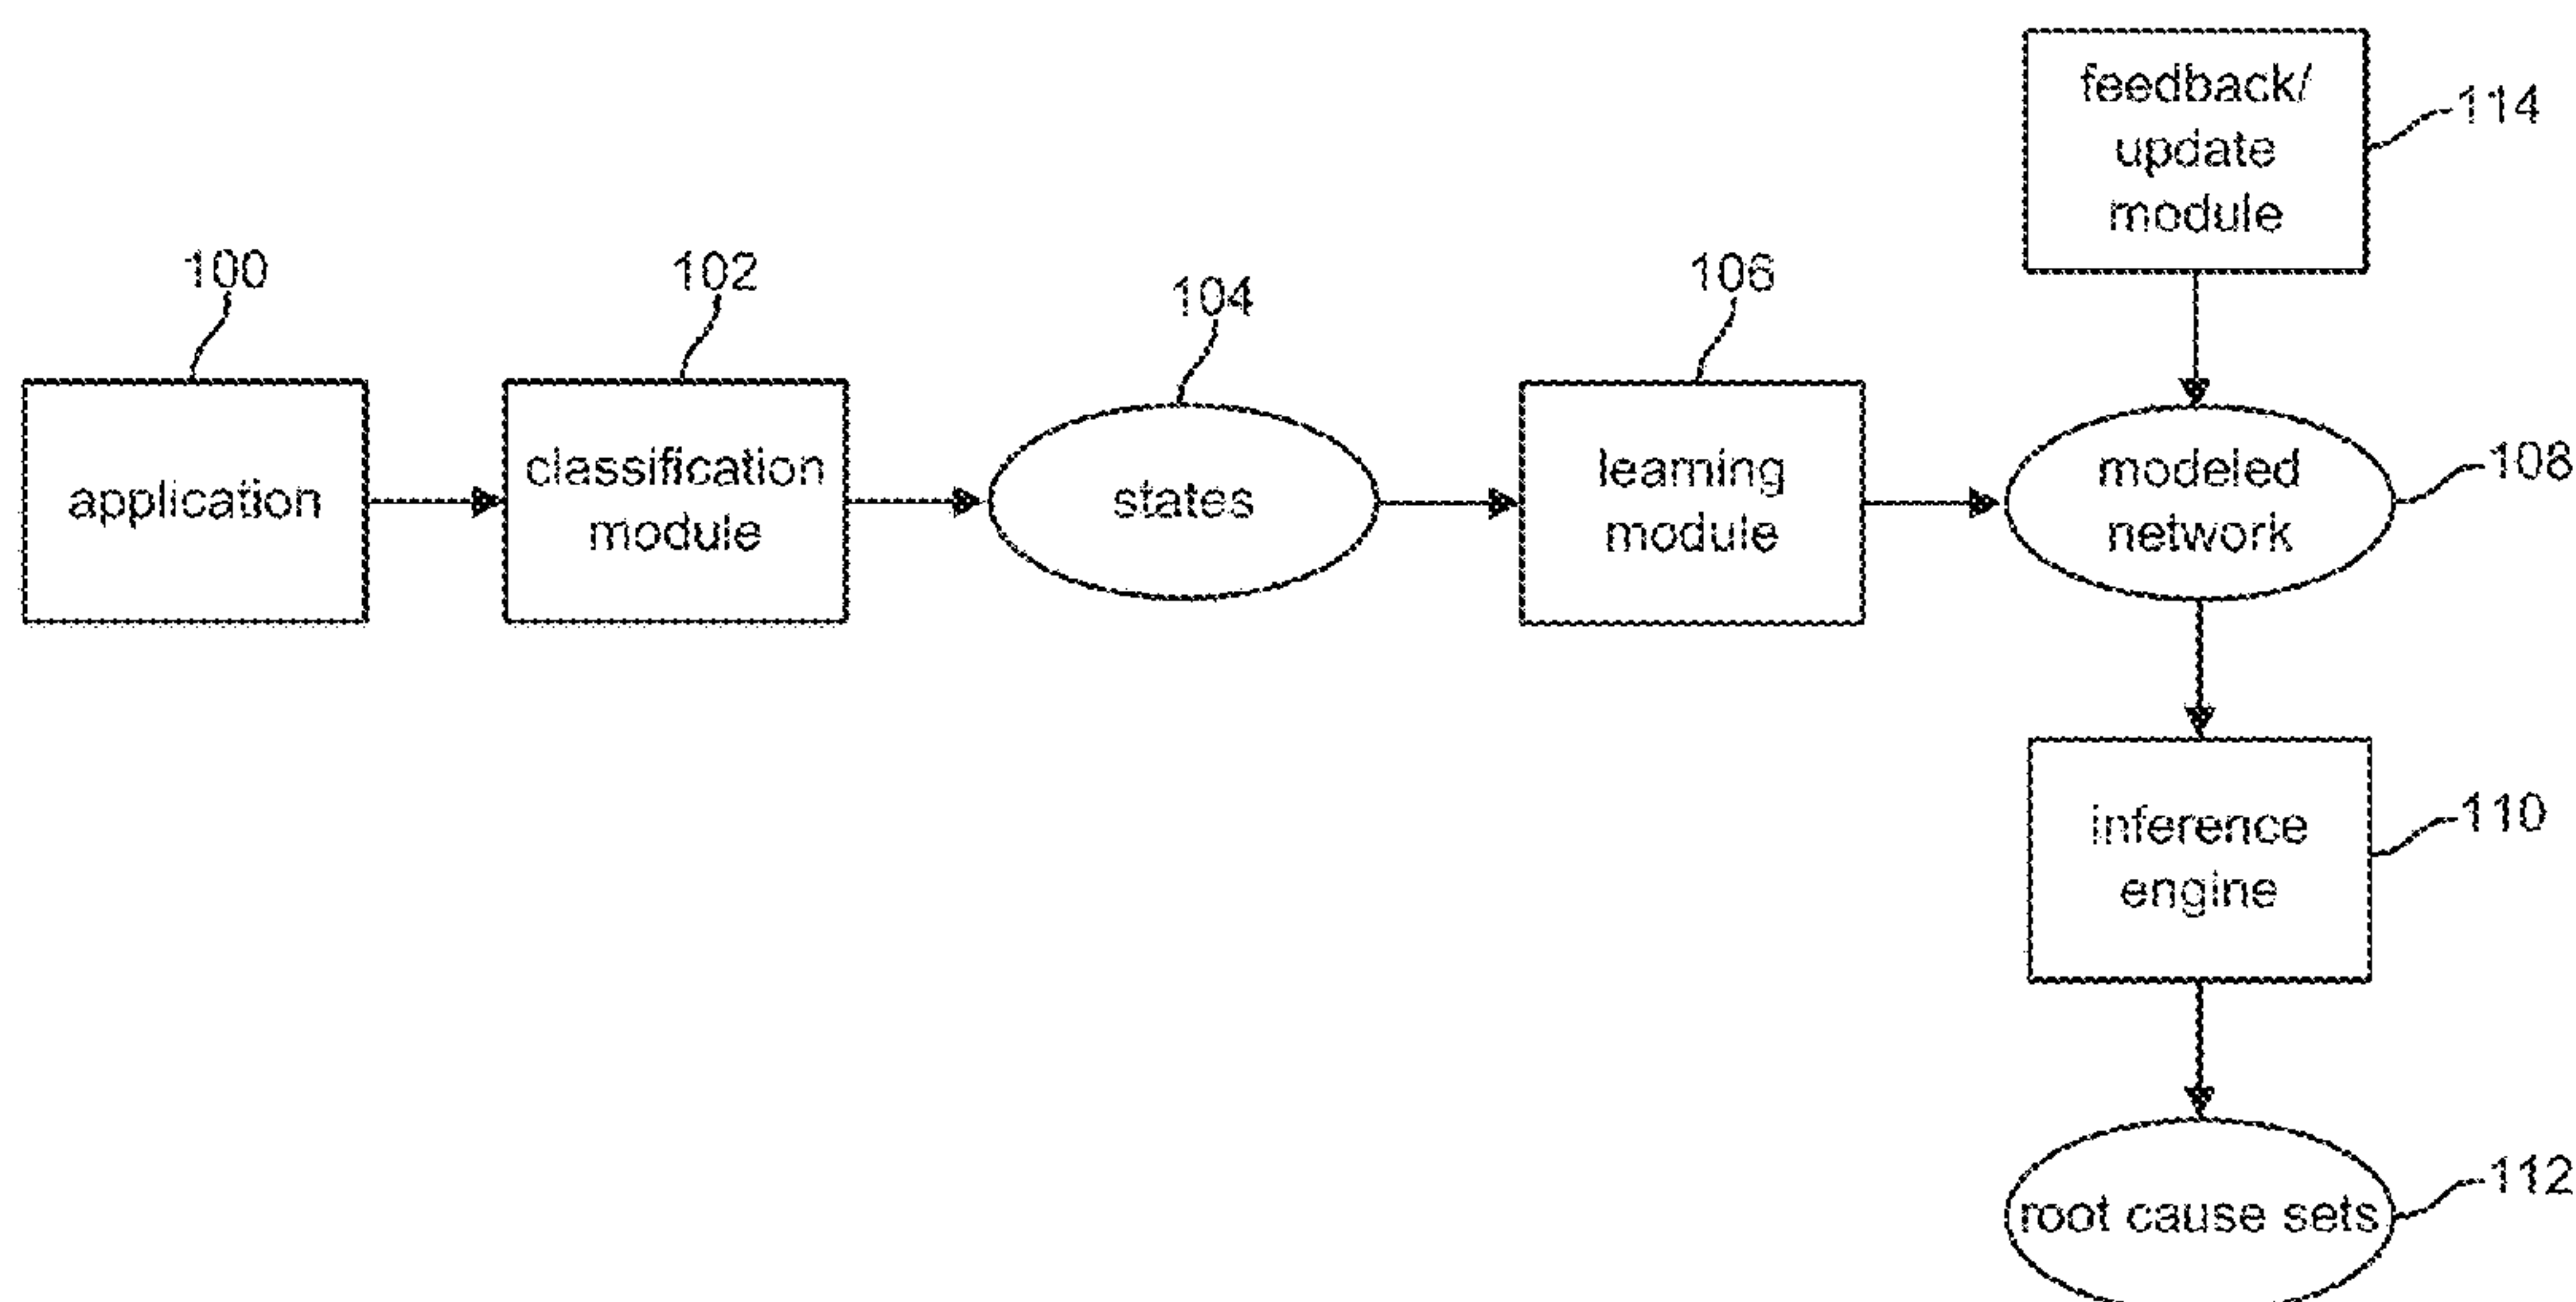 feedback/
update
module
114
100
102
104
106
application
classification
module
states
learning
module
modeled
network
108
inference
engine
110
root cause sets
112